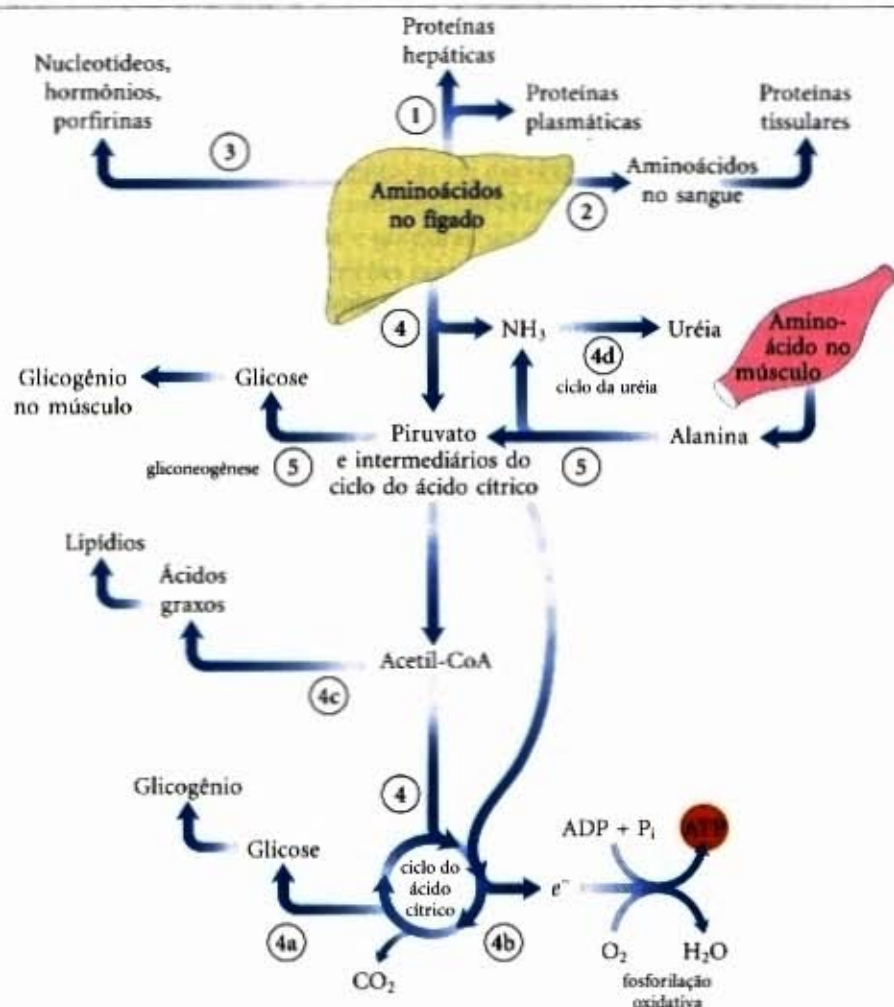 Proteínas
hepáticas
Nucleotídeos,
hormônios,
porfirinas
Proteínas
plasmáticas
Proteínas
tissulares
1
3
Aminoácidos
no fígado
2
Aminoácidos
no sangue
4
NH3
4d
ciclo da uréia
Uréia
Amino-
ácido no
músculo
Glicogênio
no músculo
Glicose
gliconeogênese
5
Piruvato
e intermediários do
ciclo do ácido cítrico
5
Alanina
Lipídios
Ácidos
graxos
4c
Acetil-CoA
Glicogênio
Glicose
4
4a
ciclo do
ácido
cítrico
4b
CO2
e-
ADP + Pi
ATP
O2
H2O
fosforilação
oxidativa